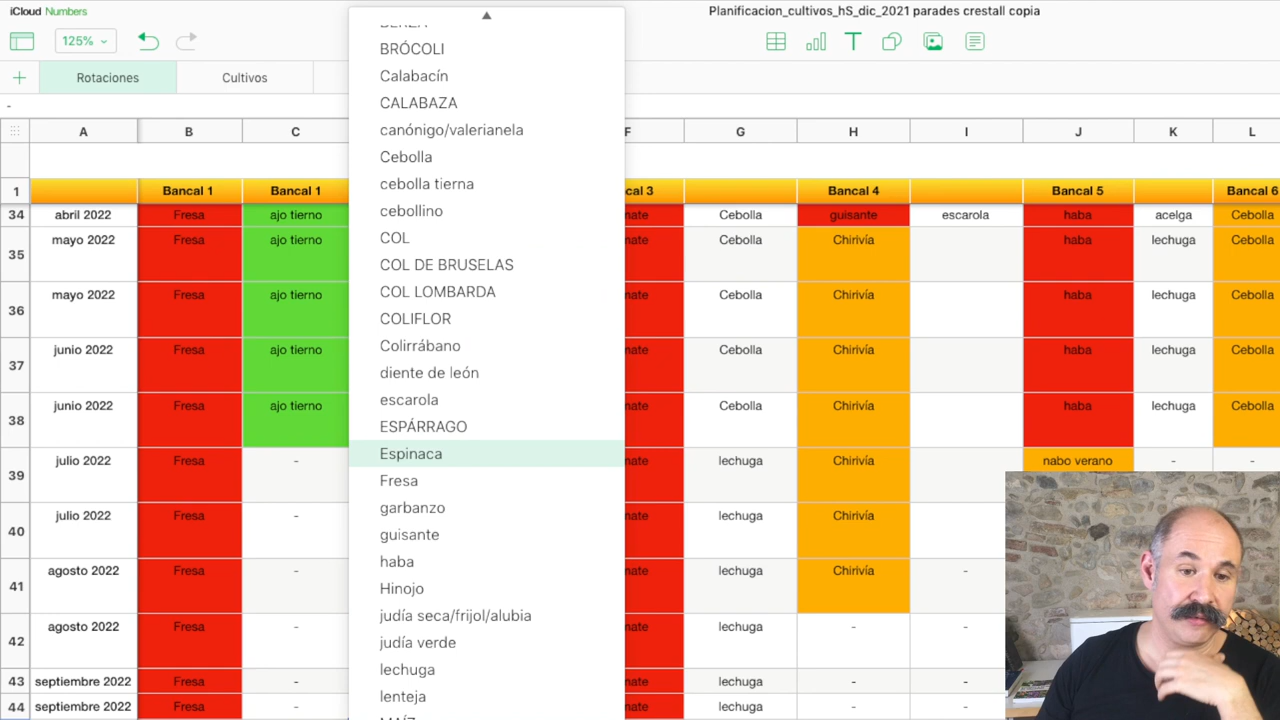 iCloud Numbers
Planificacion_cultivos_hS_dic_2021 parades crestall copia
125%
Rotaciones
Cultivos
-
A B C F G H I J K L
1 Bancal 1 Bancal 1 Bancal 4 Bancal 5 Bancal 6
34 abril 2022 Fresa ajo tierno Cebolla guisante escarola haba acelga Cebolla
35 mayo 2022 Fresa ajo tierno Cebolla Chirivía haba lechuga Cebolla
36 mayo 2022 Fresa ajo tierno Cebolla Chirivía haba lechuga Cebolla
37 junio 2022 Fresa ajo tierno Cebolla Chirivía haba lechuga Cebolla
38 junio 2022 Fresa ajo tierno Cebolla Chirivía haba lechuga Cebolla
39 julio 2022 Fresa - lechuga Chirivía nabo verano - -
40 julio 2022 Fresa - lechuga Chirivía
41 agosto 2022 Fresa - lechuga Chirivía -
42 agosto 2022 Fresa - lechuga - -
43 septiembre 2022 Fresa - lechuga - -
44 septiembre 2022 Fresa - lechuga - -
BRÓCOLI
Calabacín
CALABAZA
canónigo/valerianela
Cebolla
cebolla tierna
cebollino
COL
COL DE BRUSELAS
COL LOMBARDA
COLIFLOR
Colirrábano
diente de león
escarola
ESPÁRRAGO
Espinaca
Fresa
garbanzo
guisante
haba
Hinojo
judía seca/frijol/alubia
judía verde
lechuga
lenteja